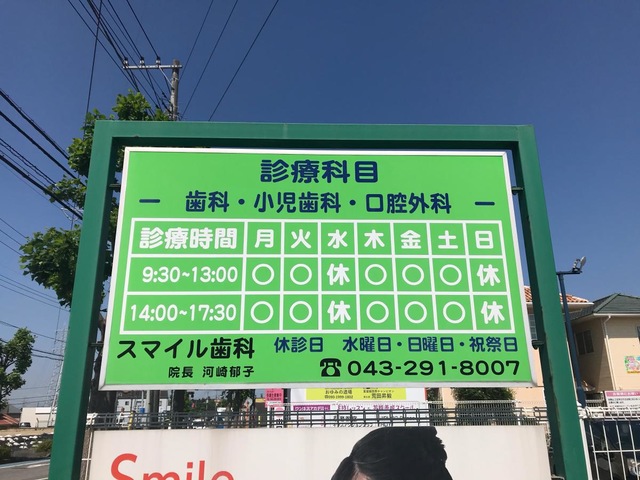 診療科目
ー 歯科・小児歯科・口腔外科 ー
診療時間 月 火 水 木 金 土 日
9:30~13:00 ○ ○ 休 ○ ○ ○ 休
14:00~17:30 ○ ○ 休 ○ ○ ○ 休
スマイル歯科 休診日 水曜日・日曜日・祝祭日
院長 河崎郁子 ☎043-291-8007
Smile